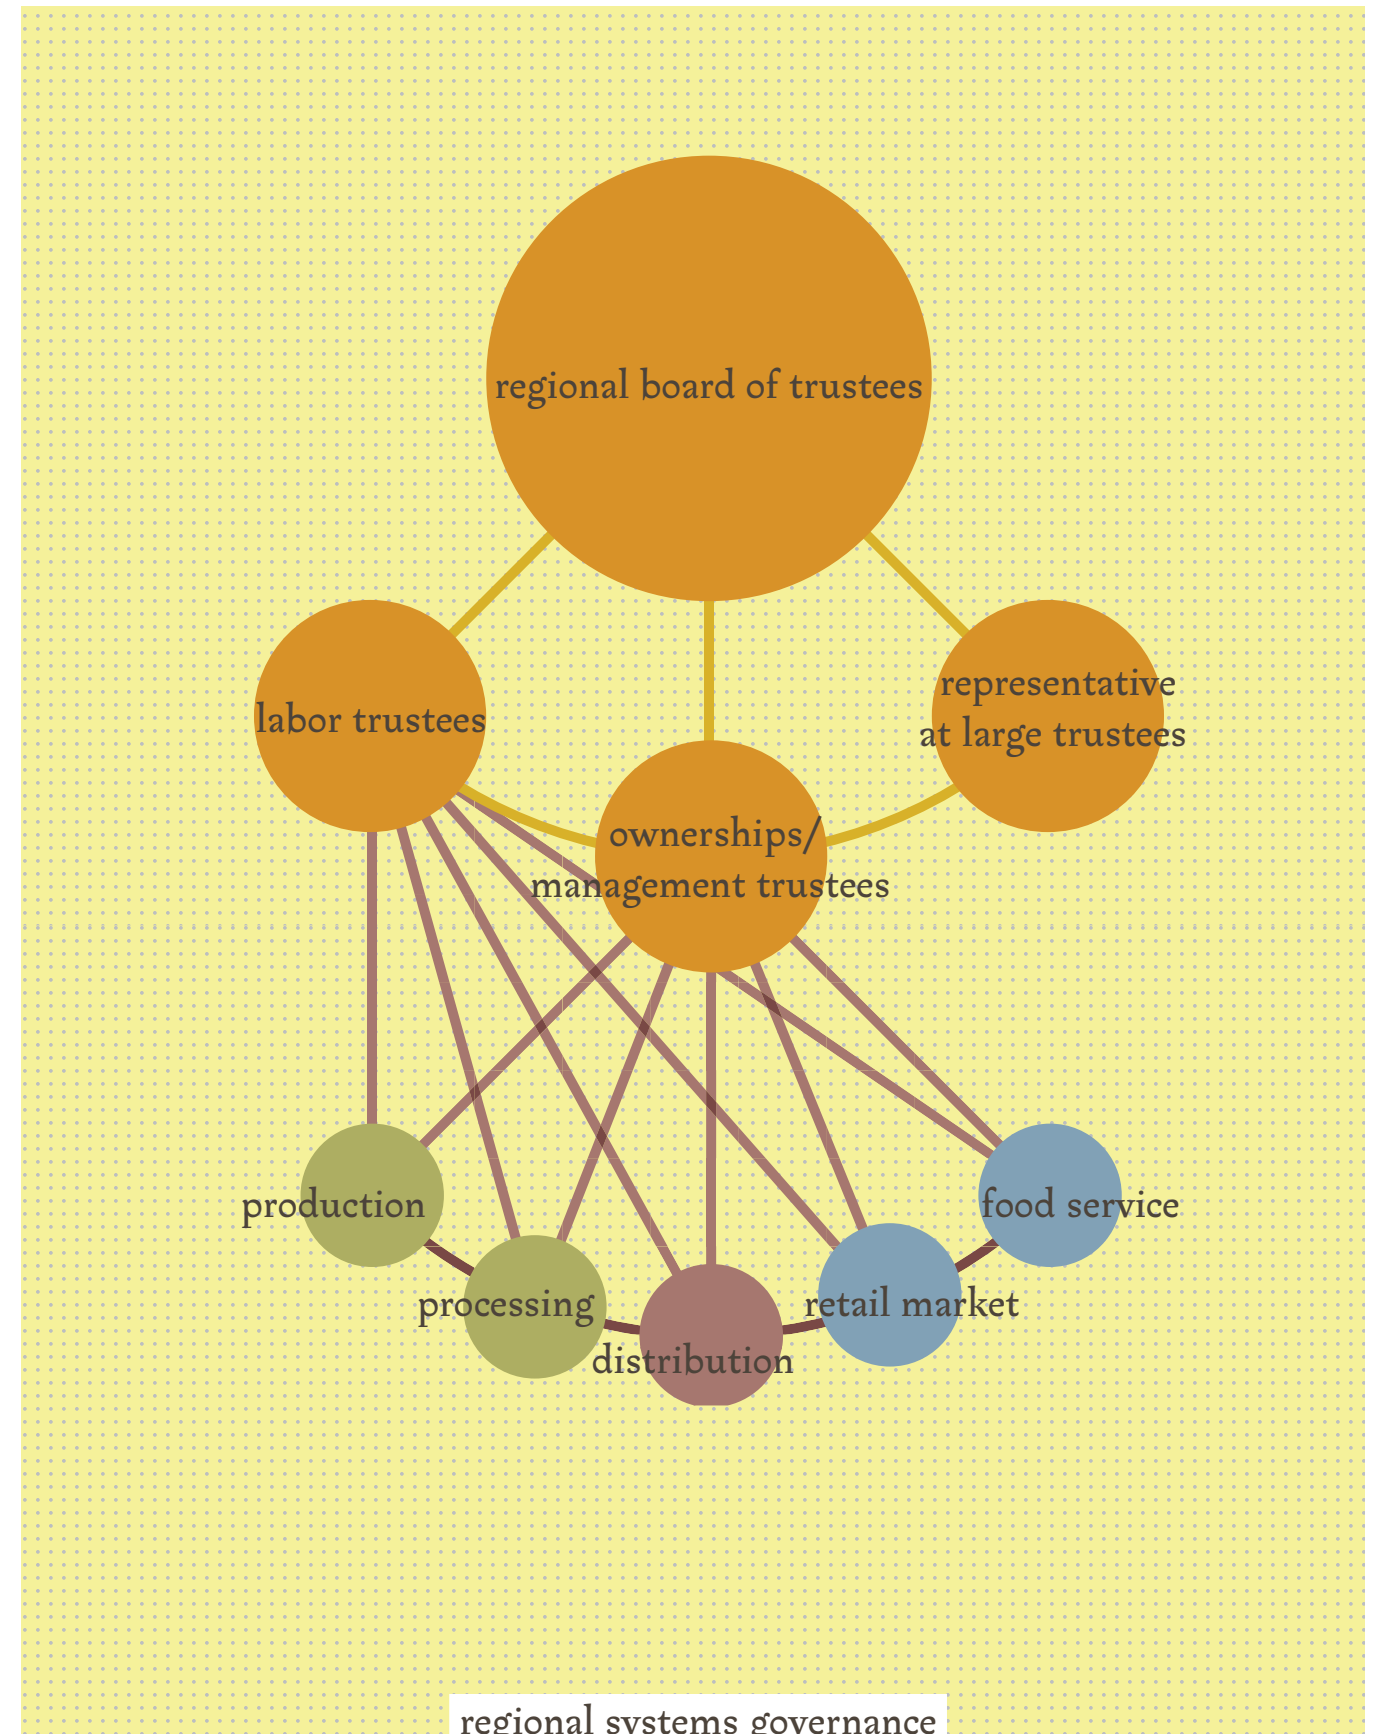 regional board of trustees
labor trustees
representative
at large trustees
ownerships/
management trustees
production
food service
processing
retail market
distribution
regional systems governance